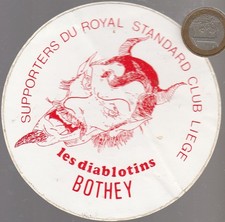 SUPPORTERS DU ROYAL STANDARD CLUB LIEGE
les diablotins
BOTHEY